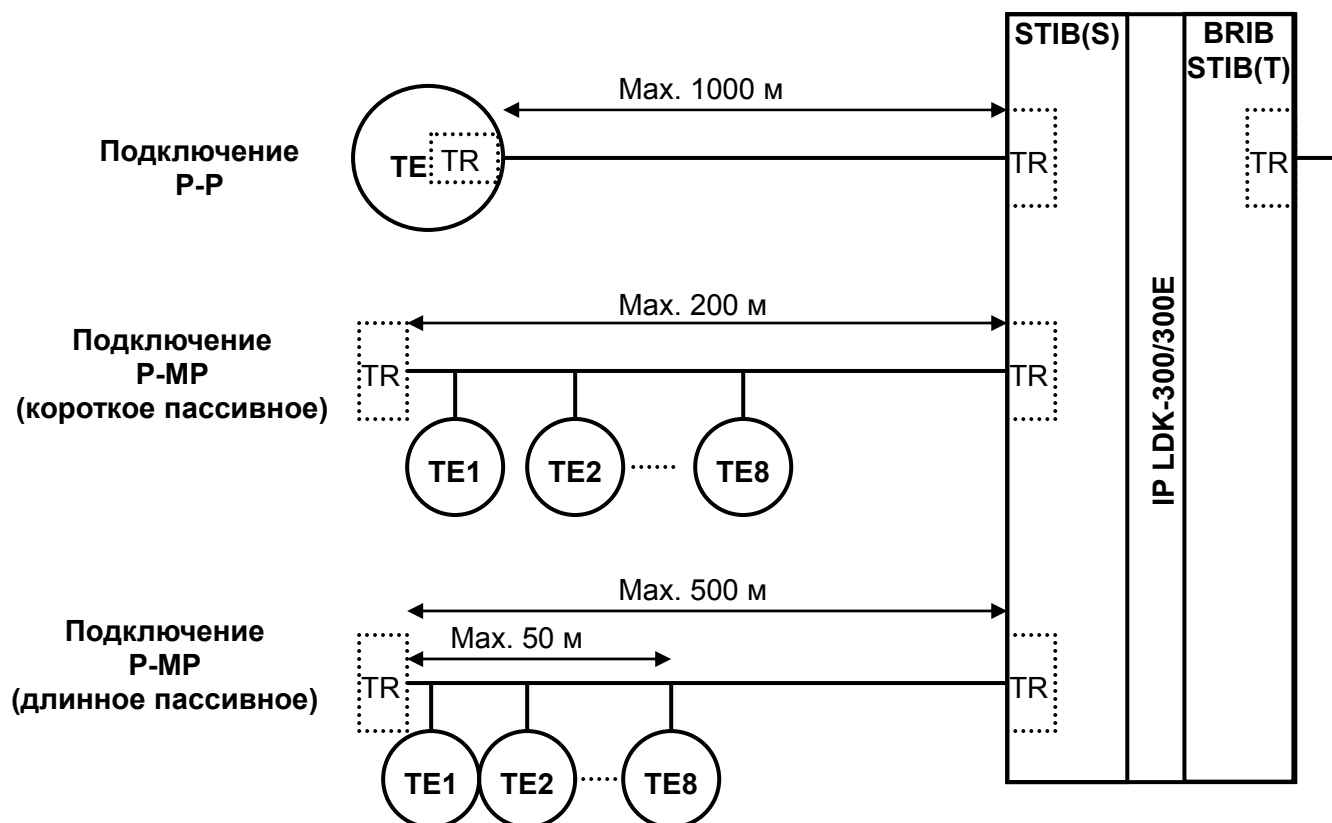 STIB(S)
BRIB
STIB(T)
IP LDK-300/300E
Подключение
P-P
Max. 1000 м
TE
TR
TR
TR
Подключение
P-MP
(короткое пассивное)
Max. 200 м
TR
TR
TE1
TE2
TE8
Подключение
P-MP
(длинное пассивное)
Max. 500 м
Max. 50 м
TR
TR
TE1
TE2
TE8